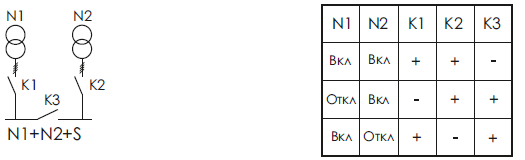 N1 N2
K1
K2
K3
N1+N2+S
N1 N2 K1 K2 K3
Вкл Вкл + + -
Откл Вкл - + +
Вкл Откл + - +